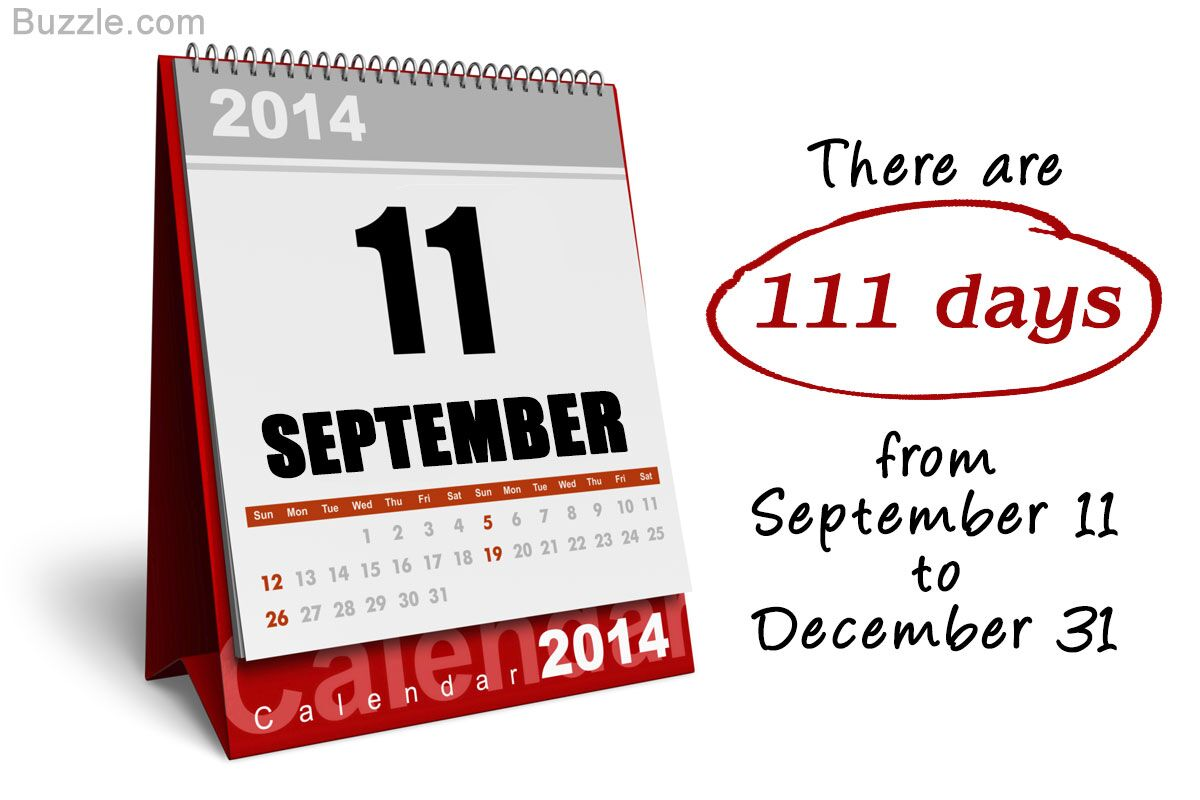 Buzzle.com
2014
11
SEPTEMBER
Sun Mon Tue Wed Thu Fri Sat Sun Mon Tue Wed Thu Fri Sat
1 2 3 4 5 6 7 8 9 10 11
12 13 14 15 16 17 18 19 20 21 22 23 24 25
26 27 28 29 30 31
Calendar
Calendar 2014
There are
111 days
from
September 11
to
December 31